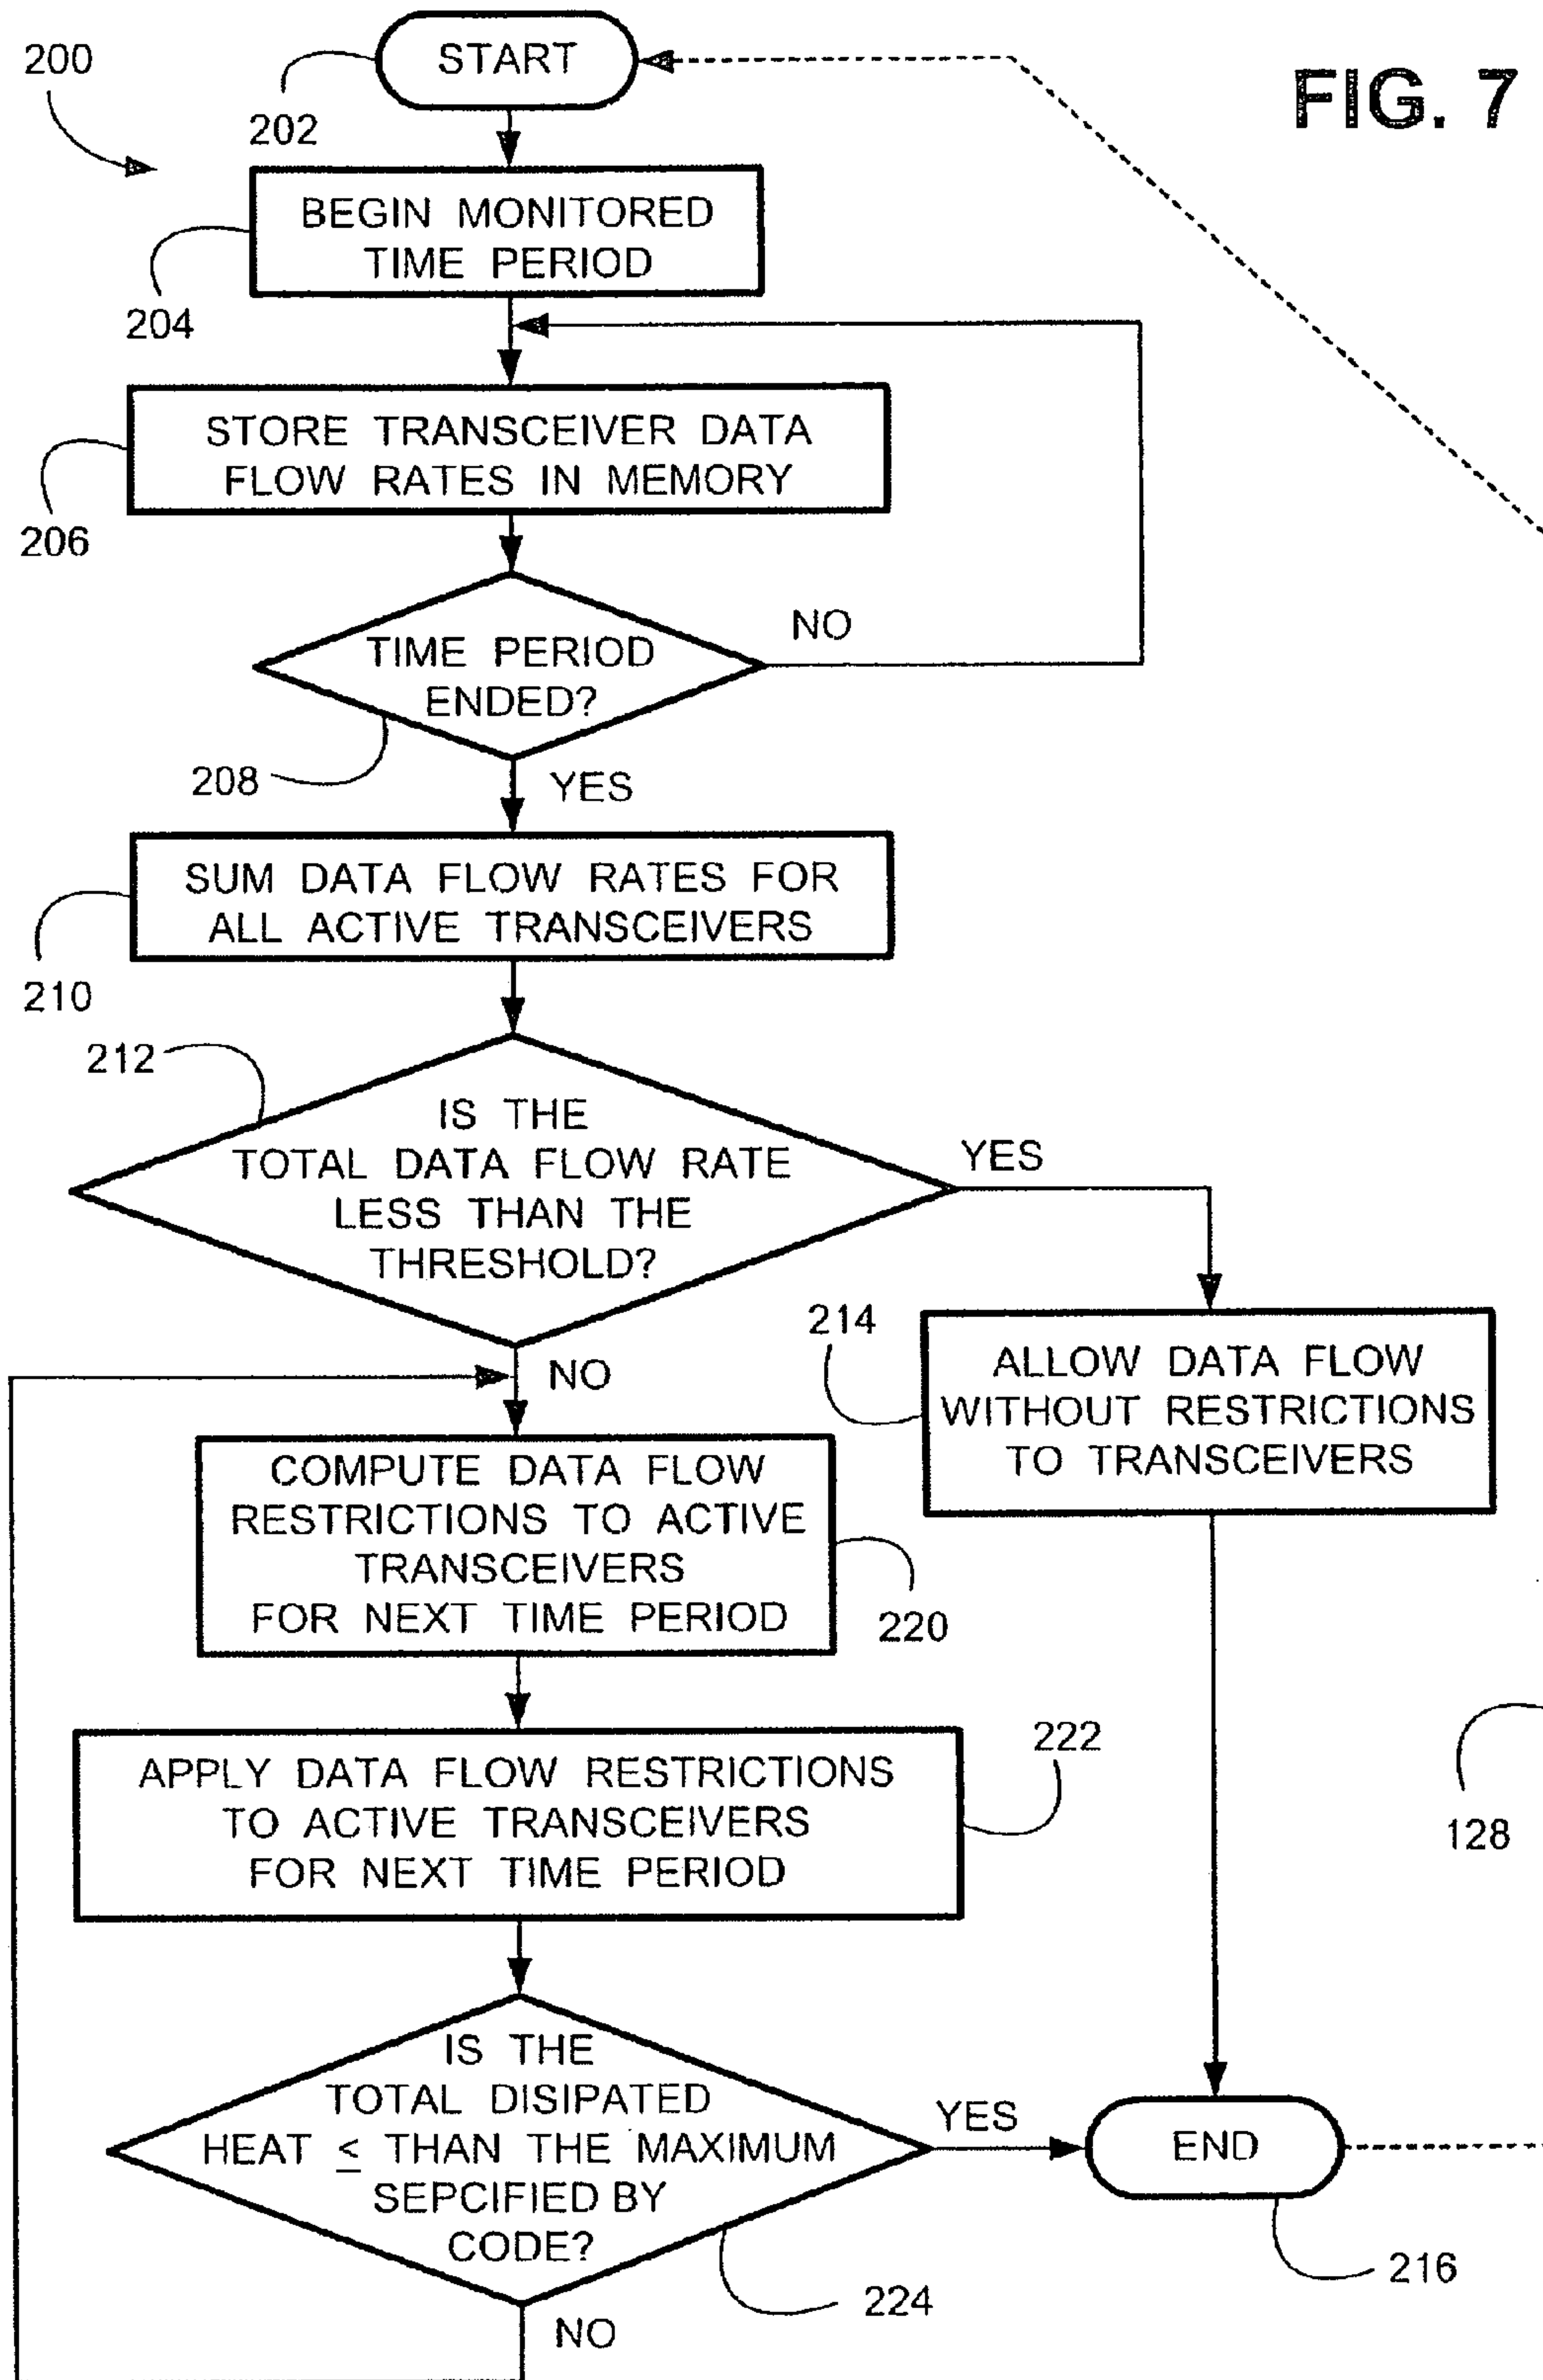 200
START
FIG. 7
202
BEGIN MONITORED
TIME PERIOD
204
STORE TRANSCEIVER DATA
FLOW RATES IN MEMORY
206
TIME PERIOD
ENDED?
NO
208
YES
SUM DATA FLOW RATES FOR
ALL ACTIVE TRANSCEIVERS
210
212
IS THE
TOTAL DATA FLOW RATE
LESS THAN THE
THRESHOLD?
YES
NO
214
ALLOW DATA FLOW
WITHOUT RESTRICTIONS
TO TRANSCEIVERS
COMPUTE DATA FLOW
RESTRICTIONS TO ACTIVE
TRANSCEIVERS
FOR NEXT TIME PERIOD
220
APPLY DATA FLOW RESTRICTIONS
TO ACTIVE TRANSCEIVERS
FOR NEXT TIME PERIOD
222
128
IS THE
TOTAL DISIPATED
HEAT ≤ THAN THE MAXIMUM
SEPCIFIED BY
CODE?
YES
END
216
224
NO